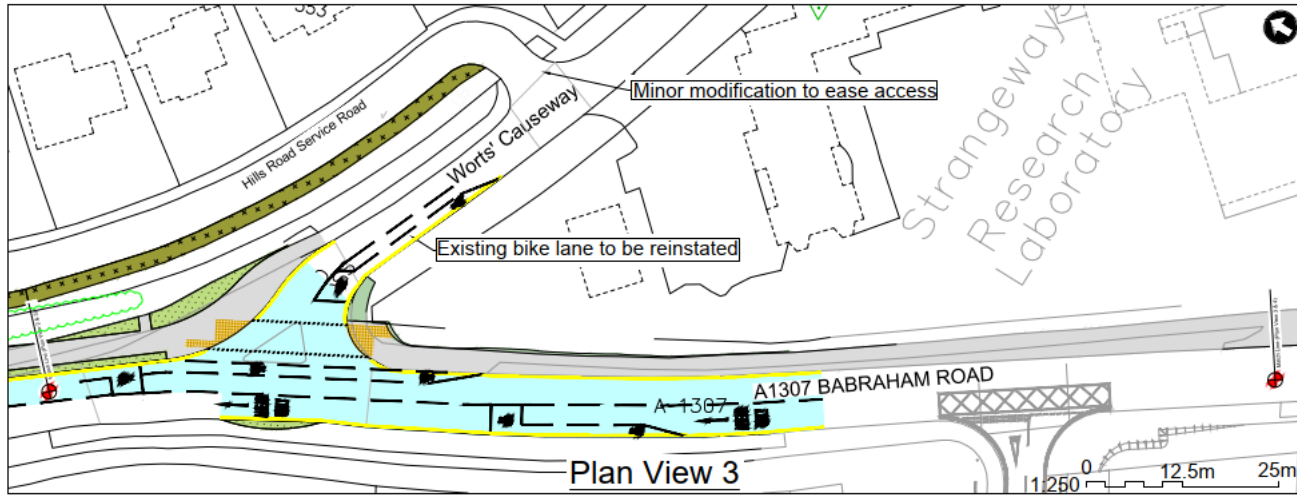 353
Hills Road Service Road
Minor modification to ease access
Worts' Causeway
Strangeways
Research
Laboratory
Existing bike lane to be reinstated
A1307 BABRAHAM ROAD
A-1307
Plan View 3
1:250
0 12.5m 25m